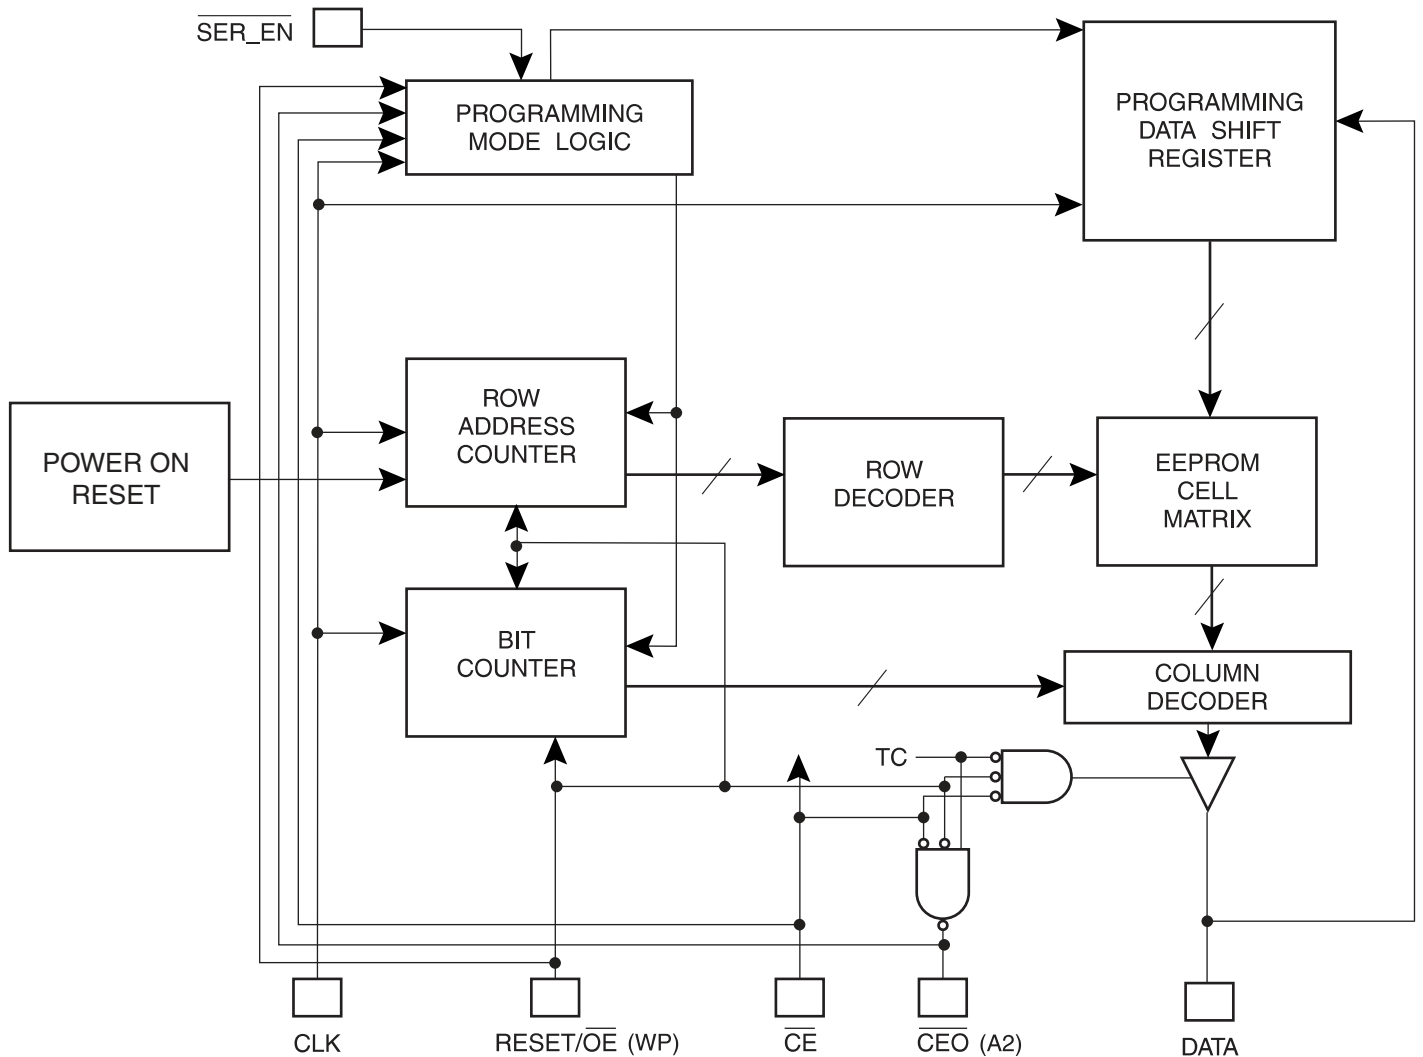 SER_EN
PROGRAMMING
MODE LOGIC
PROGRAMMING
DATA SHIFT
REGISTER
ROW
ADDRESS
COUNTER
POWER ON
RESET
ROW
DECODER
EEPROM
CELL
MATRIX
BIT
COUNTER
COLUMN
DECODER
TC
CLK
RESET/OE (WP)
CE
CEO (A2)
DATA